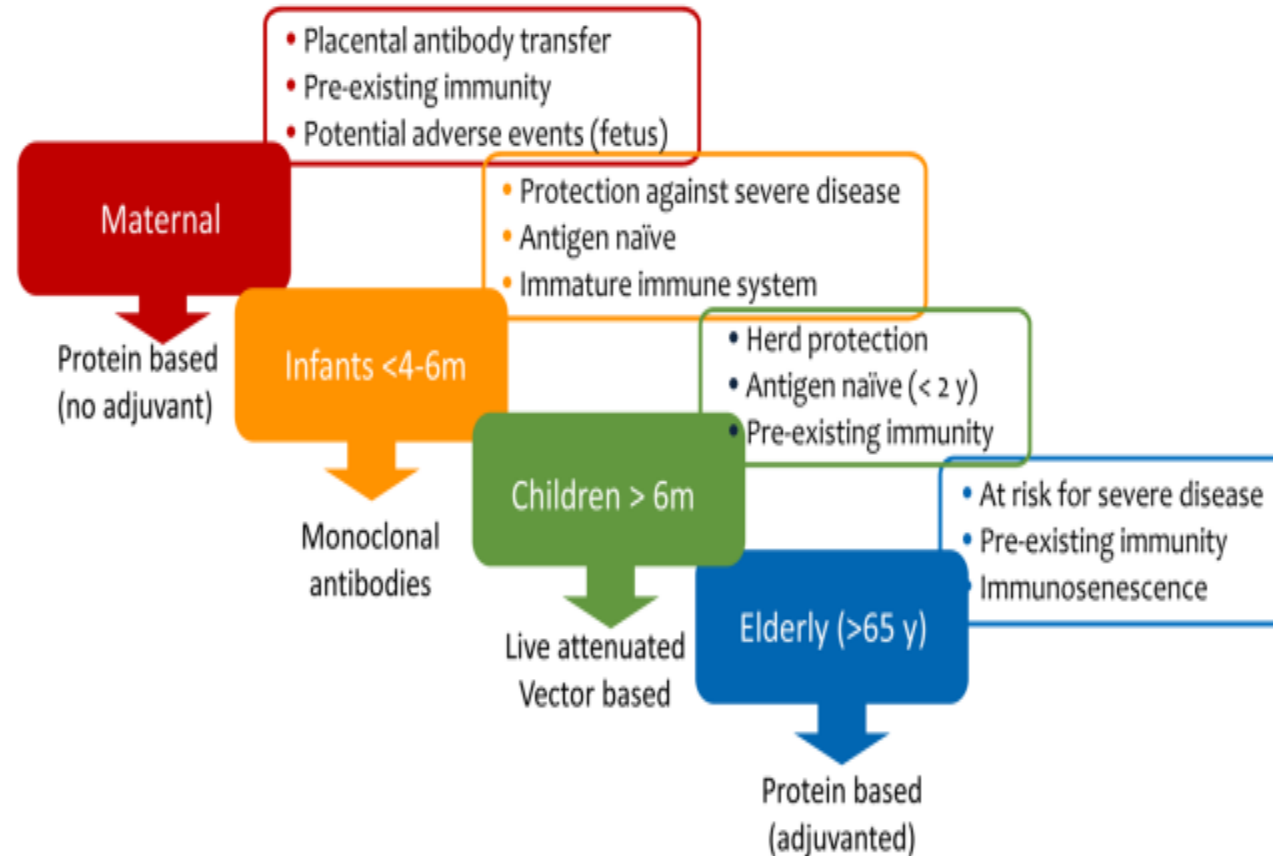 • Placental antibody transfer
• Pre-existing immunity
• Potential adverse events (fetus)
Maternal
Protein based
(no adjuvant)
• Protection against severe disease
• Antigen naïve
• Immature immune system
Infants <4-6m
Monoclonal
antibodies
• Herd protection
• Antigen naïve (< 2 y)
• Pre-existing immunity
Children > 6m
Live attenuated
Vector based
• At risk for severe disease
• Pre-existing immunity
• Immunosenescence
Elderly (>65 y)
Protein based
(adjuvanted)